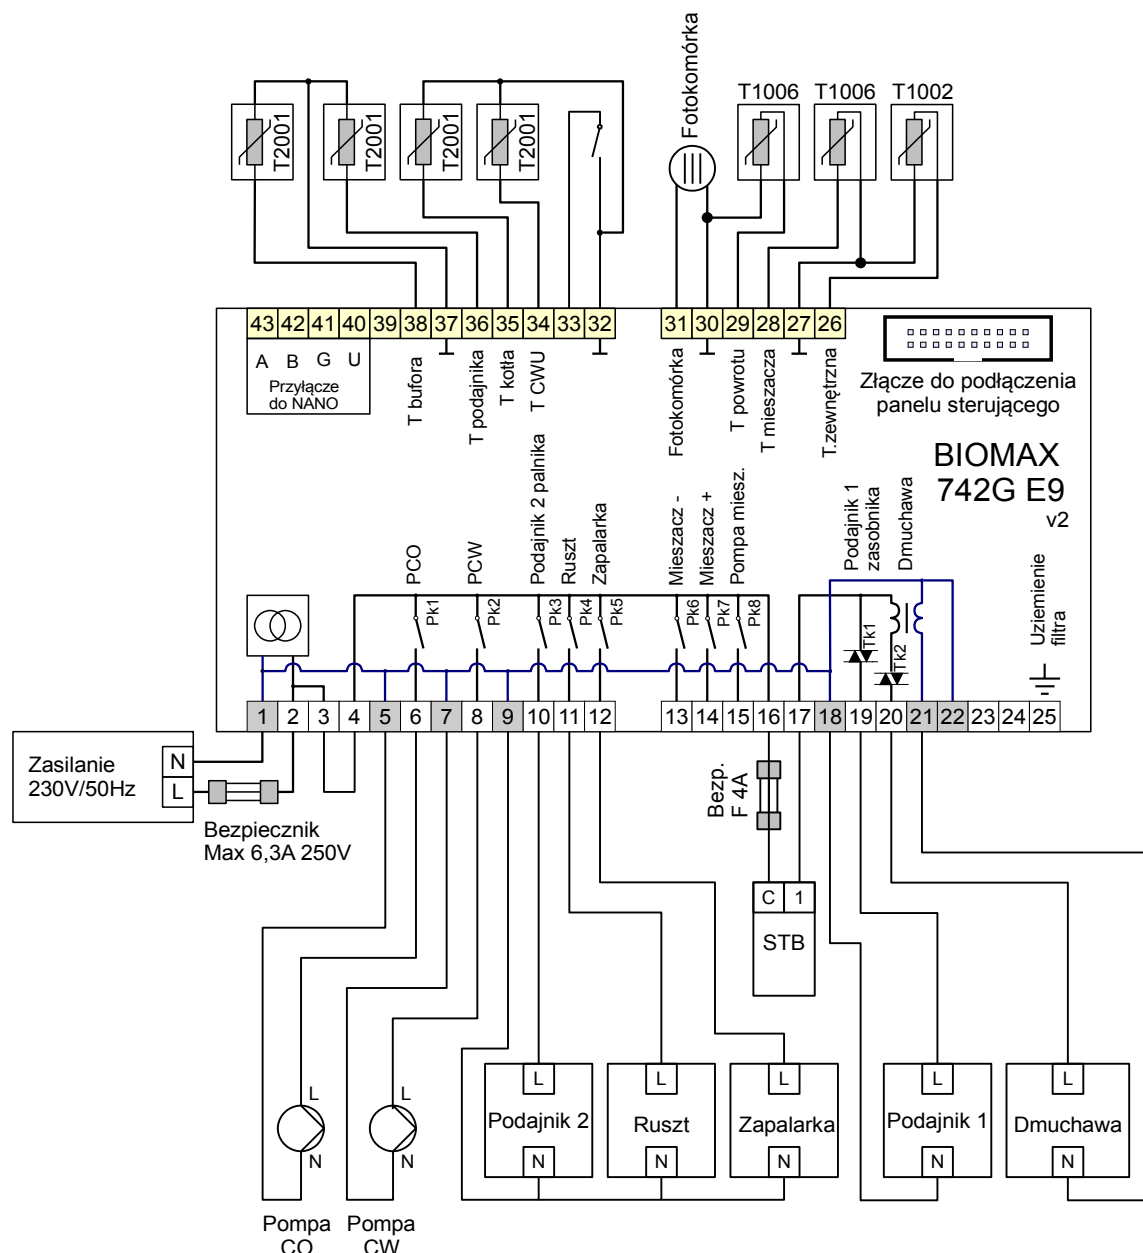 Fotokomórka
T1006
T1006
T1002
T2001
T2001
T2001
T2001
43 42 41 40 39 38 37 36 35 34 33 32
31 30 29 28 27 26
A B G U
Przyłącze
do NANO
T bufora
T podajnika
T kotła
T CWU
Fotokomórka
T powrotu
T mieszacza
T.zewnętrzna
Złącze do podłączenia
panelu sterującego
BIOMAX
742G E9
v2
PCO
PCW
Podajnik 2 palnika
Ruszt
Zapalarka
Mieszacz -
Mieszacz +
Pompa miesz.
Podajnik 1
zasobnika
Dmuchawa
Uziemienie
filtra
Pk1
Pk2
Pk3
Pk4
Pk5
Pk6
Pk7
Pk8
Tk1
Tk2
1 2 3 4 5 6 7 8 9 10 11 12
13 14 15 16 17 18 19 20 21 22 23 24 25
Zasilanie
230V/50Hz
N
L
Bezpiecznik
Max 6,3A 250V
Bezp.
F 4A
C 1
STB
L
N
Pompa
CO
L
N
Pompa
CW
L
Podajnik 2
N
L
Ruszt
N
L
Zapalarka
N
L
Podajnik 1
N
L
Dmuchawa
N